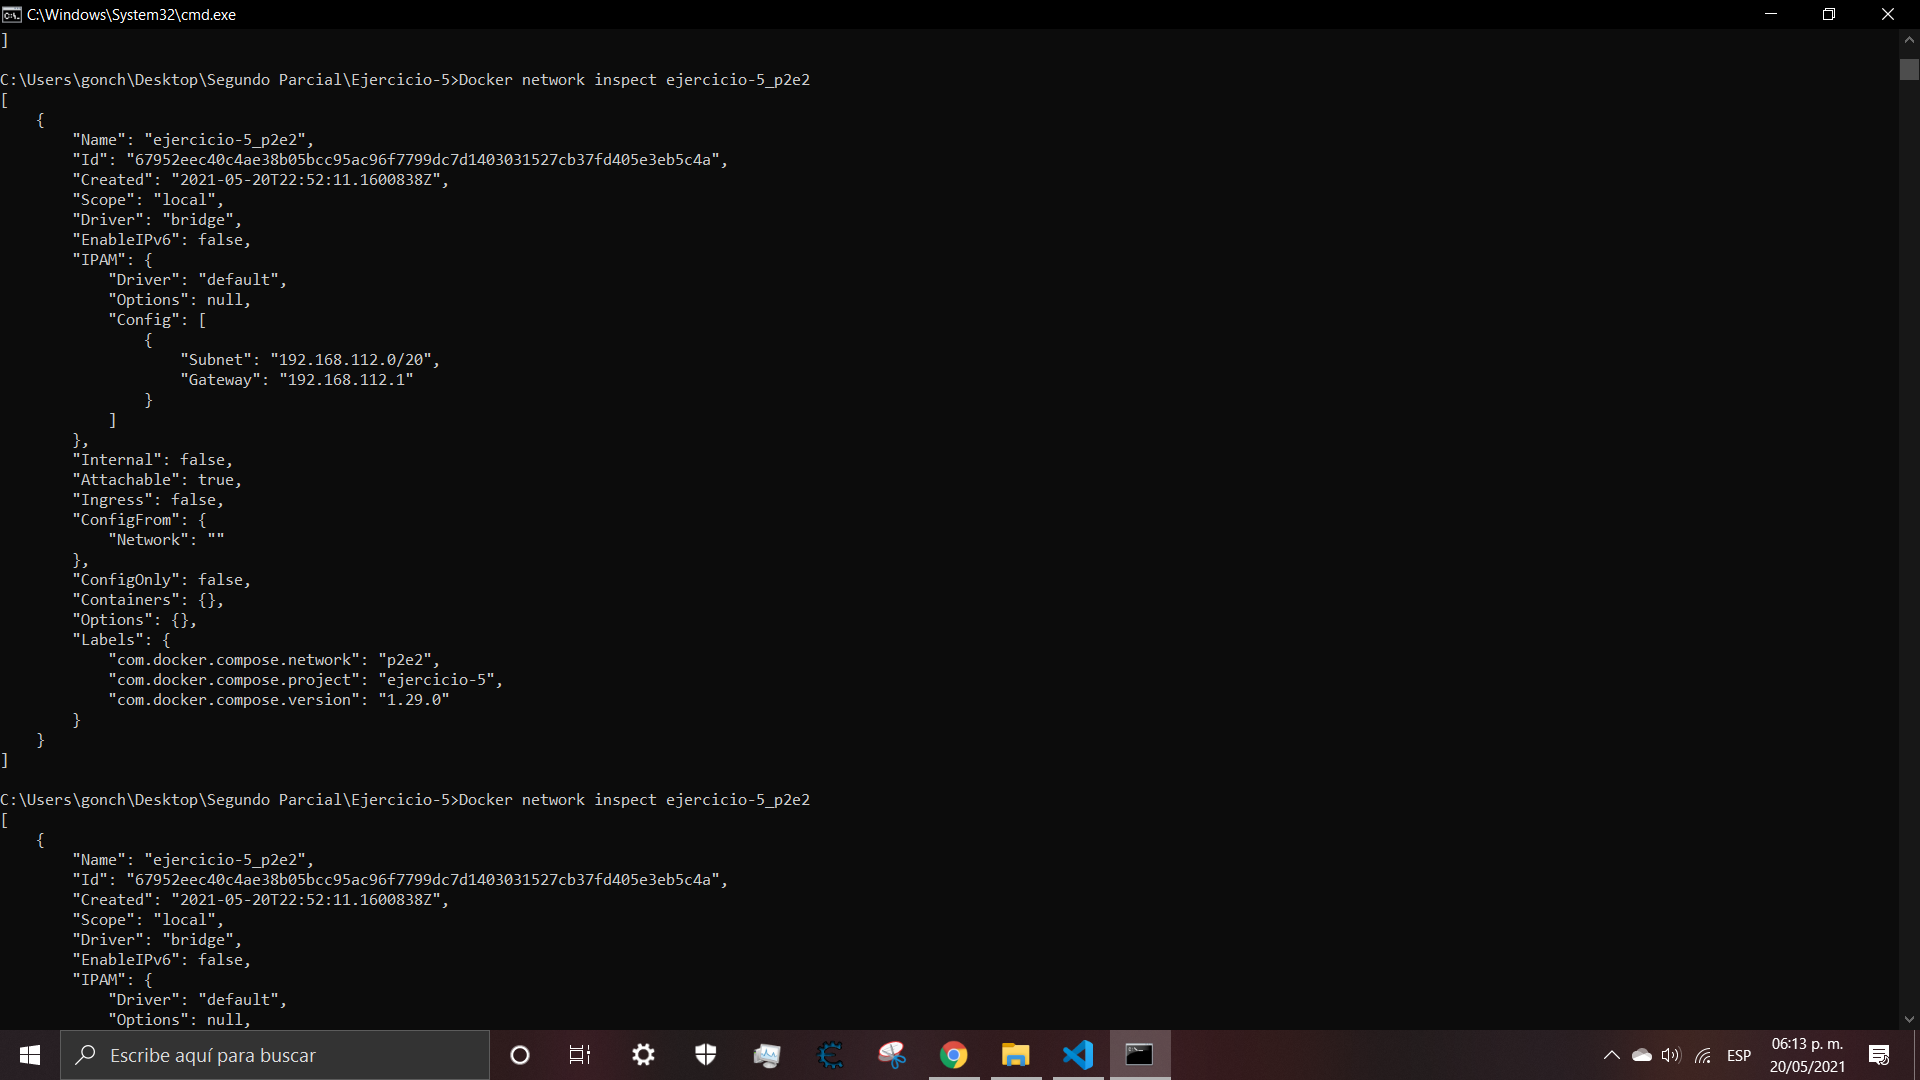 C:\Windows\System32\cmd.exe
]
C:\Users\gonch\Desktop\Segundo Parcial\Ejercicio-5>Docker network inspect ejercicio-5_p2e2
[
    {
        "Name": "ejercicio-5_p2e2",
        "Id": "67952eec40c4ae38b05bcc95ac96f7799dc7d1403031527cb37fd405e3eb5c4a",
        "Created": "2021-05-20T22:52:11.1600838Z",
        "Scope": "local",
        "Driver": "bridge",
        "EnableIPv6": false,
        "IPAM": {
            "Driver": "default",
            "Options": null,
            "Config": [
                {
                    "Subnet": "192.168.112.0/20",
                    "Gateway": "192.168.112.1"
                }
            ]
        },
        "Internal": false,
        "Attachable": true,
        "Ingress": false,
        "ConfigFrom": {
            "Network": ""
        },
        "ConfigOnly": false,
        "Containers": {},
        "Options": {},
        "Labels": {
            "com.docker.compose.network": "p2e2",
            "com.docker.compose.project": "ejercicio-5",
            "com.docker.compose.version": "1.29.0"
        }
    }
]
C:\Users\gonch\Desktop\Segundo Parcial\Ejercicio-5>Docker network inspect ejercicio-5_p2e2
[
    {
        "Name": "ejercicio-5_p2e2",
        "Id": "67952eec40c4ae38b05bcc95ac96f7799dc7d1403031527cb37fd405e3eb5c4a",
        "Created": "2021-05-20T22:52:11.1600838Z",
        "Scope": "local",
        "Driver": "bridge",
        "EnableIPv6": false,
        "IPAM": {
            "Driver": "default",
            "Options": null,
Escribe aquí para buscar
ESP
06:13 p. m.
20/05/2021